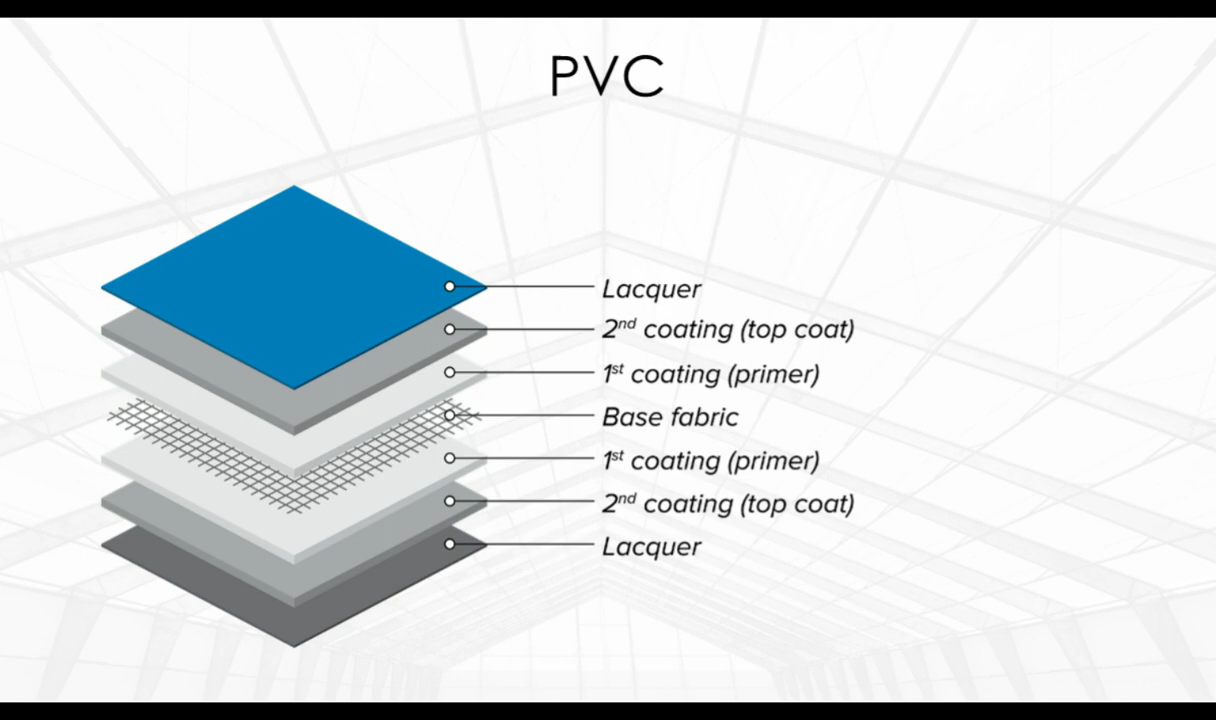 PVC
Lacquer
2nd coating (top coat)
1st coating (primer)
Base fabric
1st coating (primer)
2nd coating (top coat)
Lacquer